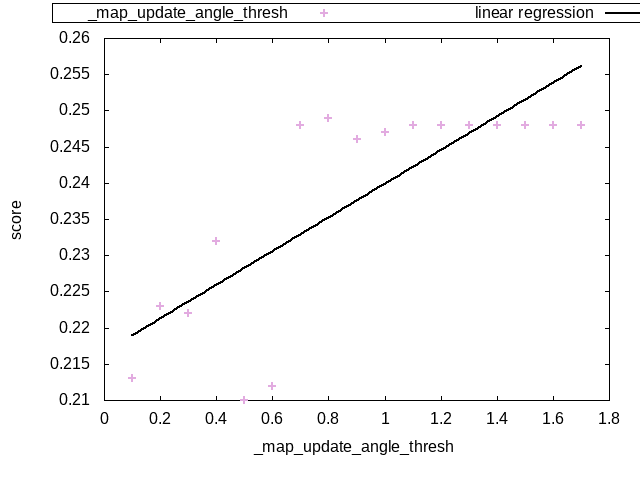 _map_update_angle_thresh linear regression
0.26
0.255
0.25
0.245
0.24
0.235
0.23
0.225
0.22
0.215
0.21
score
0 0.2 0.4 0.6 0.8 1 1.2 1.4 1.6 1.8
_map_update_angle_thresh